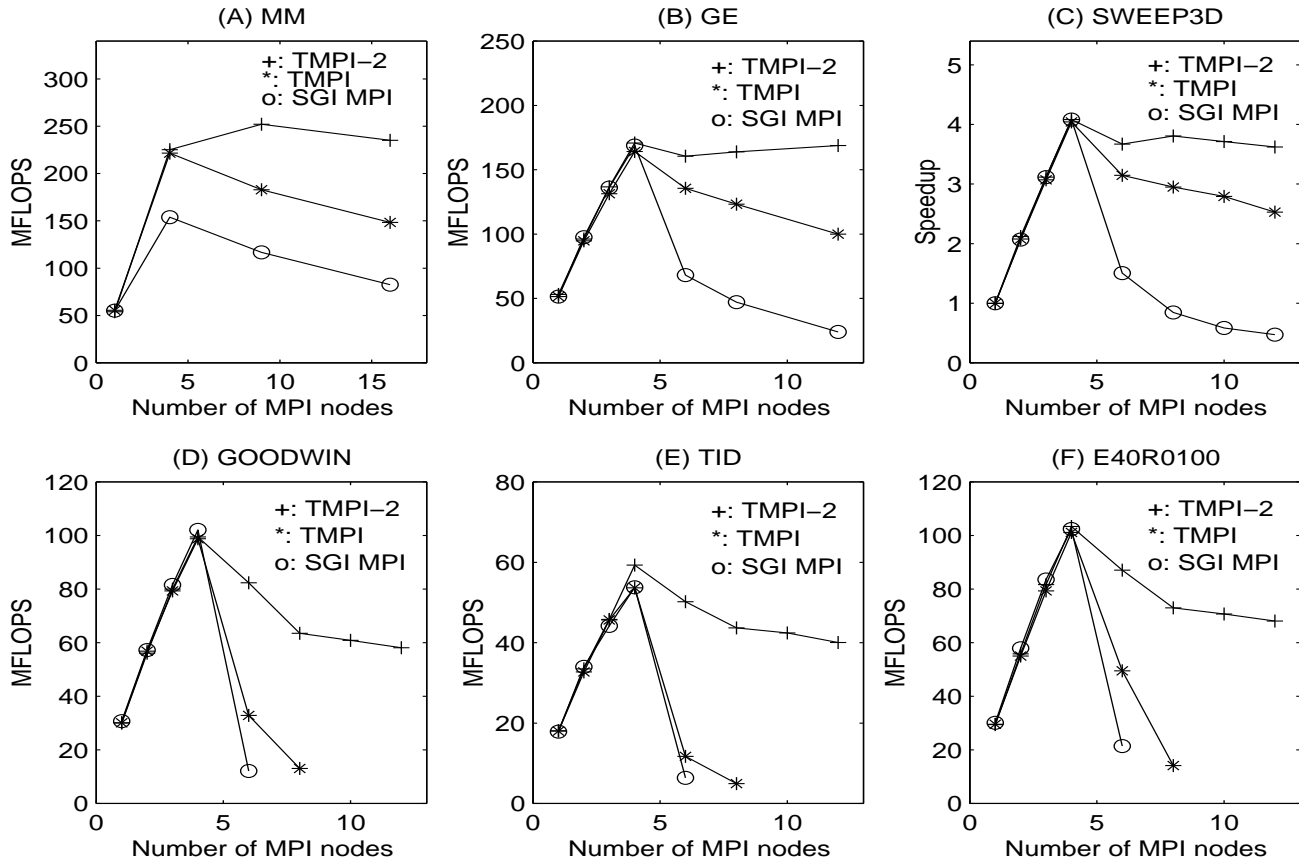 (A) MM
350
300
250
200
150
100
50
0
MFLOPS
+: TMPI−2
*: TMPI
o: SGI MPI
0 5 10 15
Number of MPI nodes
(B) GE
250
200
150
100
50
0
MFLOPS
+: TMPI−2
*: TMPI
o: SGI MPI
0 5 10
Number of MPI nodes
(C) SWEEP3D
5
4
3
2
1
0
Speedup
+: TMPI−2
*: TMPI
o: SGI MPI
0 5 10
Number of MPI nodes
(D) GOODWIN
120
100
80
60
40
20
0
MFLOPS
+: TMPI−2
*: TMPI
o: SGI MPI
0 5 10
Number of MPI nodes
(E) TID
80
60
40
20
0
MFLOPS
+: TMPI−2
*: TMPI
o: SGI MPI
0 5 10
Number of MPI nodes
(F) E40R0100
120
100
80
60
40
20
0
MFLOPS
+: TMPI−2
*: TMPI
o: SGI MPI
0 5 10
Number of MPI nodes